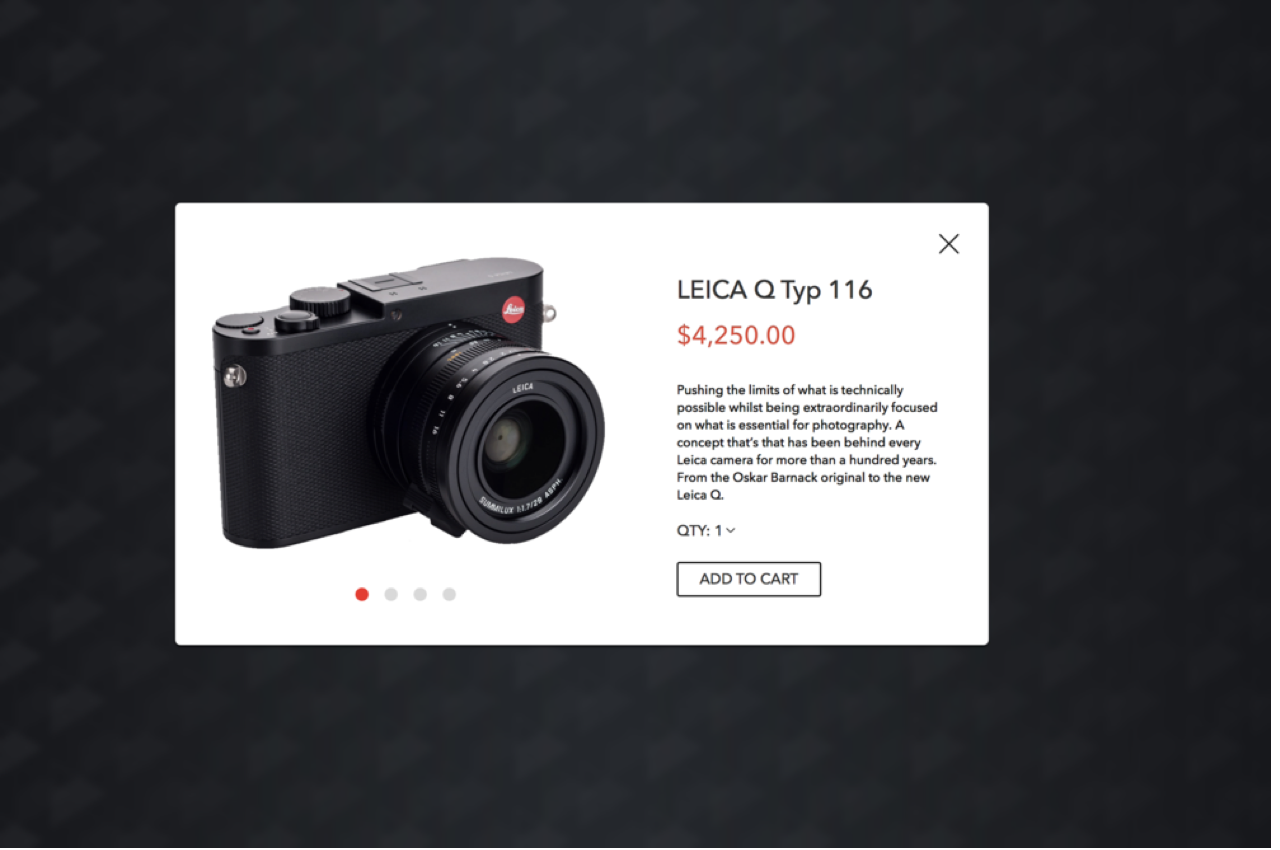 LEICA Q Typ 116
$4,250.00
Pushing the limits of what is technically
possible whilst being extraordinarily focused
on what is essential for photography. A
concept that's that has been behind every
Leica camera for more than a hundred years.
From the Oskar Barnack original to the new
Leica Q.
QTY: 1
ADD TO CART
Leica
LEICA
SUMMILUX 1:1.7/28 ASPH.
8 11 16